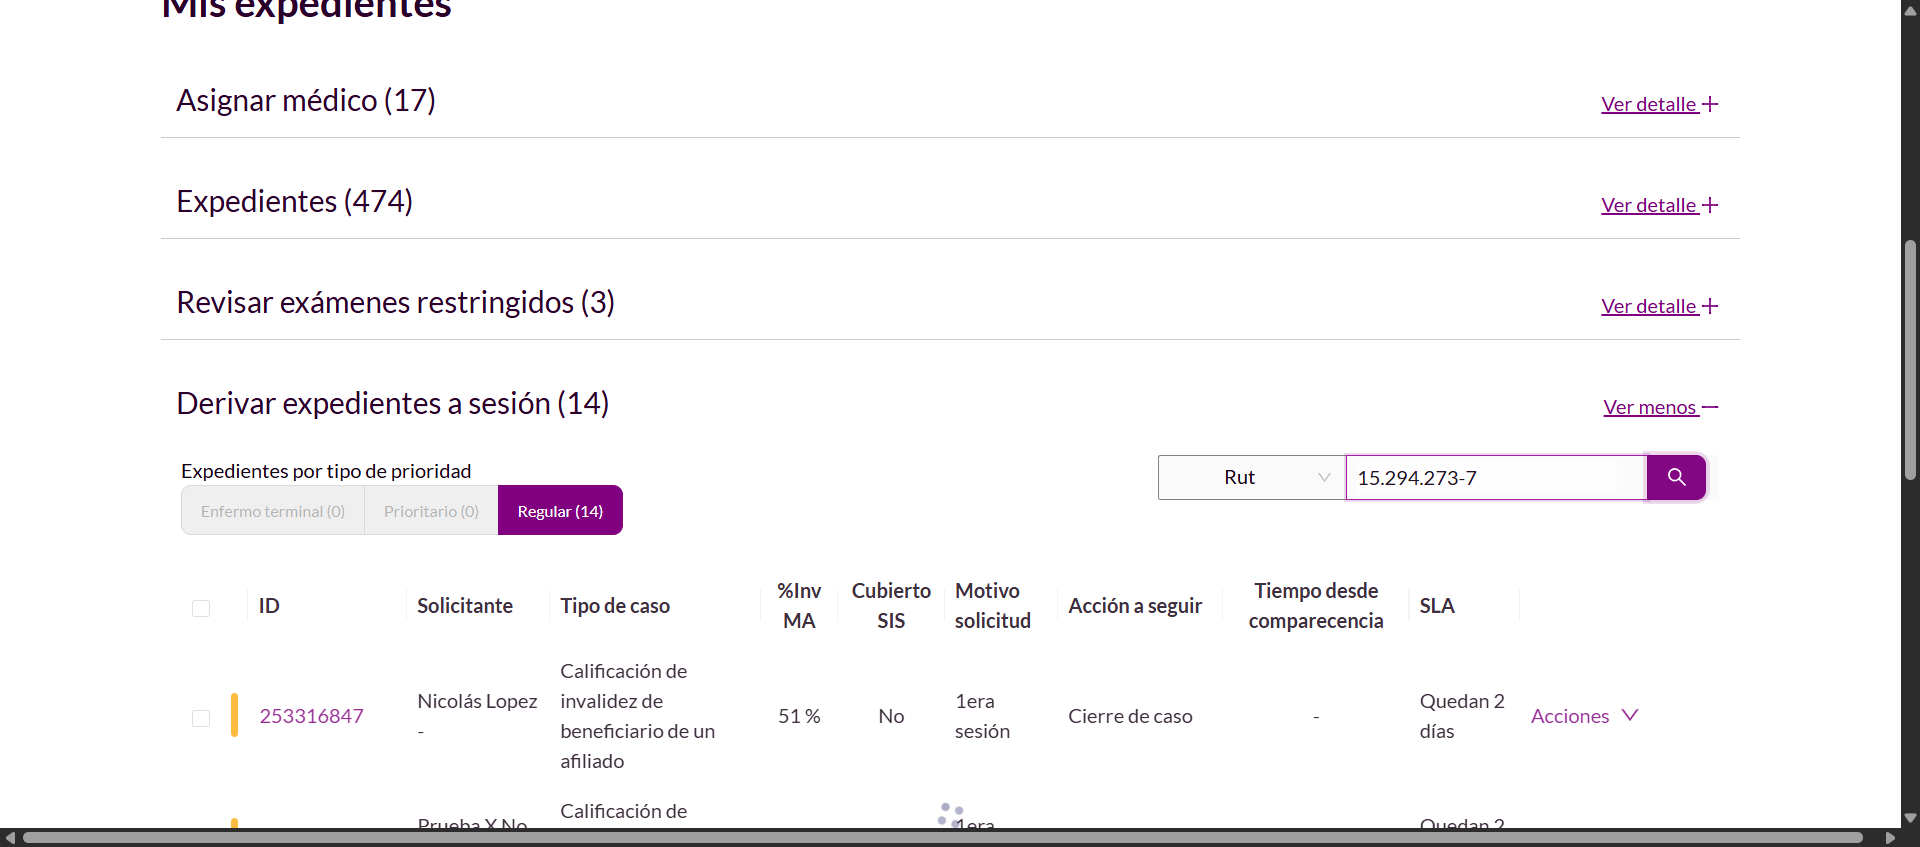 Mis expedientes
Asignar médico (17)
Ver detalle
Expedientes (474)
Ver detalle
Revisar exámenes restringidos (3)
Ver detalle
Derivar expedientes a sesión (14)
Ver menos
Expedientes por tipo de prioridad
Enfermo terminal (0)
Prioritario (0)
Regular (14)
Rut
15.294.273-7
ID
Solicitante
Tipo de caso
%Inv
MA
Cubierto
SIS
Motivo
solicitud
Acción a seguir
Tiempo desde
comparecencia
SLA
253316847
Nicolás Lopez
-
Calificación de
invalidez de
beneficiario de un
afiliado
51 %
No
1era
sesión
Cierre de caso
-
Quedan 2
días
Acciones
Prueba X No
Calificación de
1era
Quedan 2